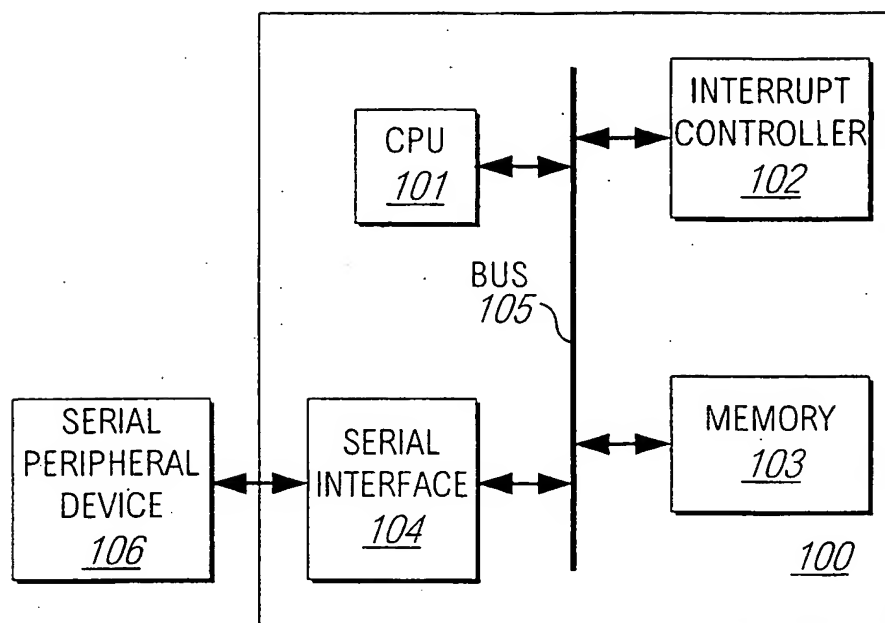 CPU
101
INTERRUPT
CONTROLLER
102
BUS
105
SERIAL
PERIPHERAL
DEVICE
106
SERIAL
INTERFACE
104
MEMORY
103
100